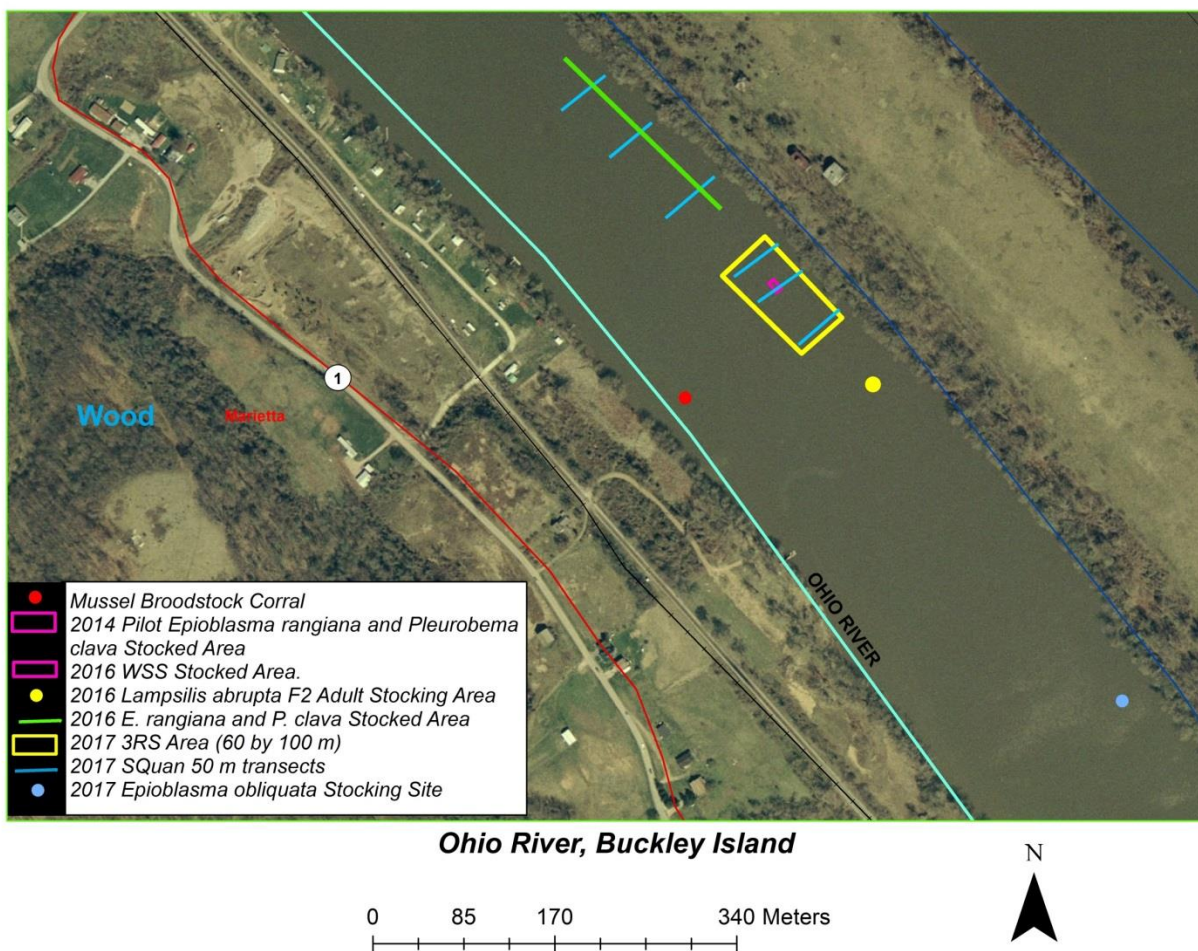 1
Wood
Marietta
OHIO RIVER
Mussel Broodstock Corral
2014 Pilot Epioblasma rangiana and Pleurobema
clava Stocked Area
2016 WSS Stocked Area.
2016 Lampsilis abrupta F2 Adult Stocking Area
2016 E. rangiana and P. clava Stocked Area
2017 3RS Area (60 by 100 m)
2017 SQuan 50 m transects
2017 Epioblasma obliquata Stocking Site
Ohio River, Buckley Island
N
0 85 170 340 Meters